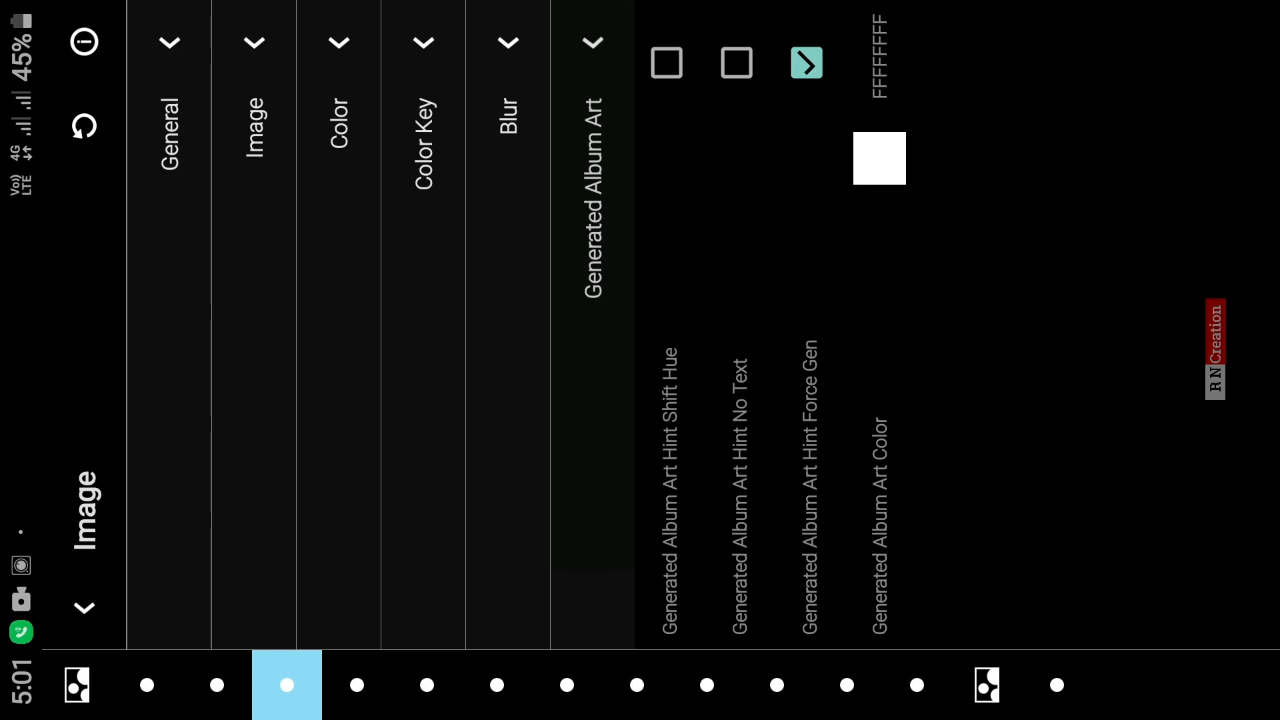 5:01
Vo)) LTE 4G 45%
Image
General
Image
Color
Color Key
Blur
Generated Album Art
Generated Album Art Hint Shift Hue
Generated Album Art Hint No Text
Generated Album Art Hint Force Gen
Generated Album Art Color FFFFFFFF
RN Creation